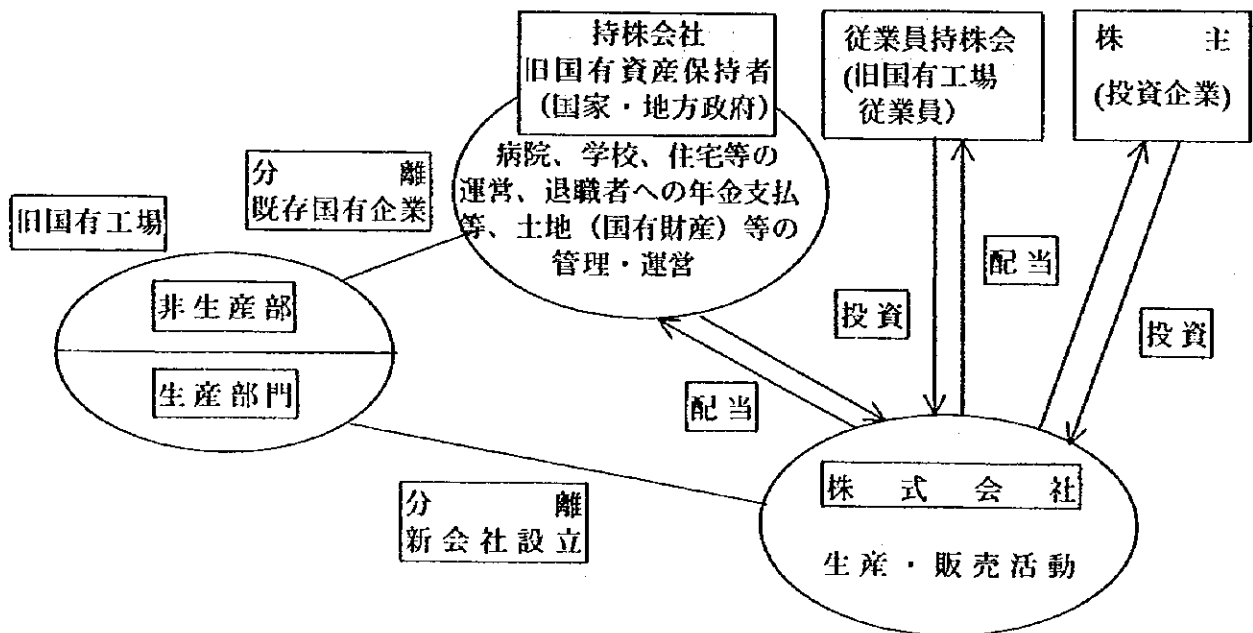 持株会社
旧国有資産保持者
（国家・地方政府）
病院、学校、住宅等の
運営、退職者への年金支払
等、土地（国有財産）等の
管理・運営
従業員持株会
(旧国有工場
従業員）
株主
(投資企業)
分離
既存国有企業
旧国有工場
非生産部
生産部門
投資
配当
投資
配当
分離
新会社設立
株式会社
生産・販売活動